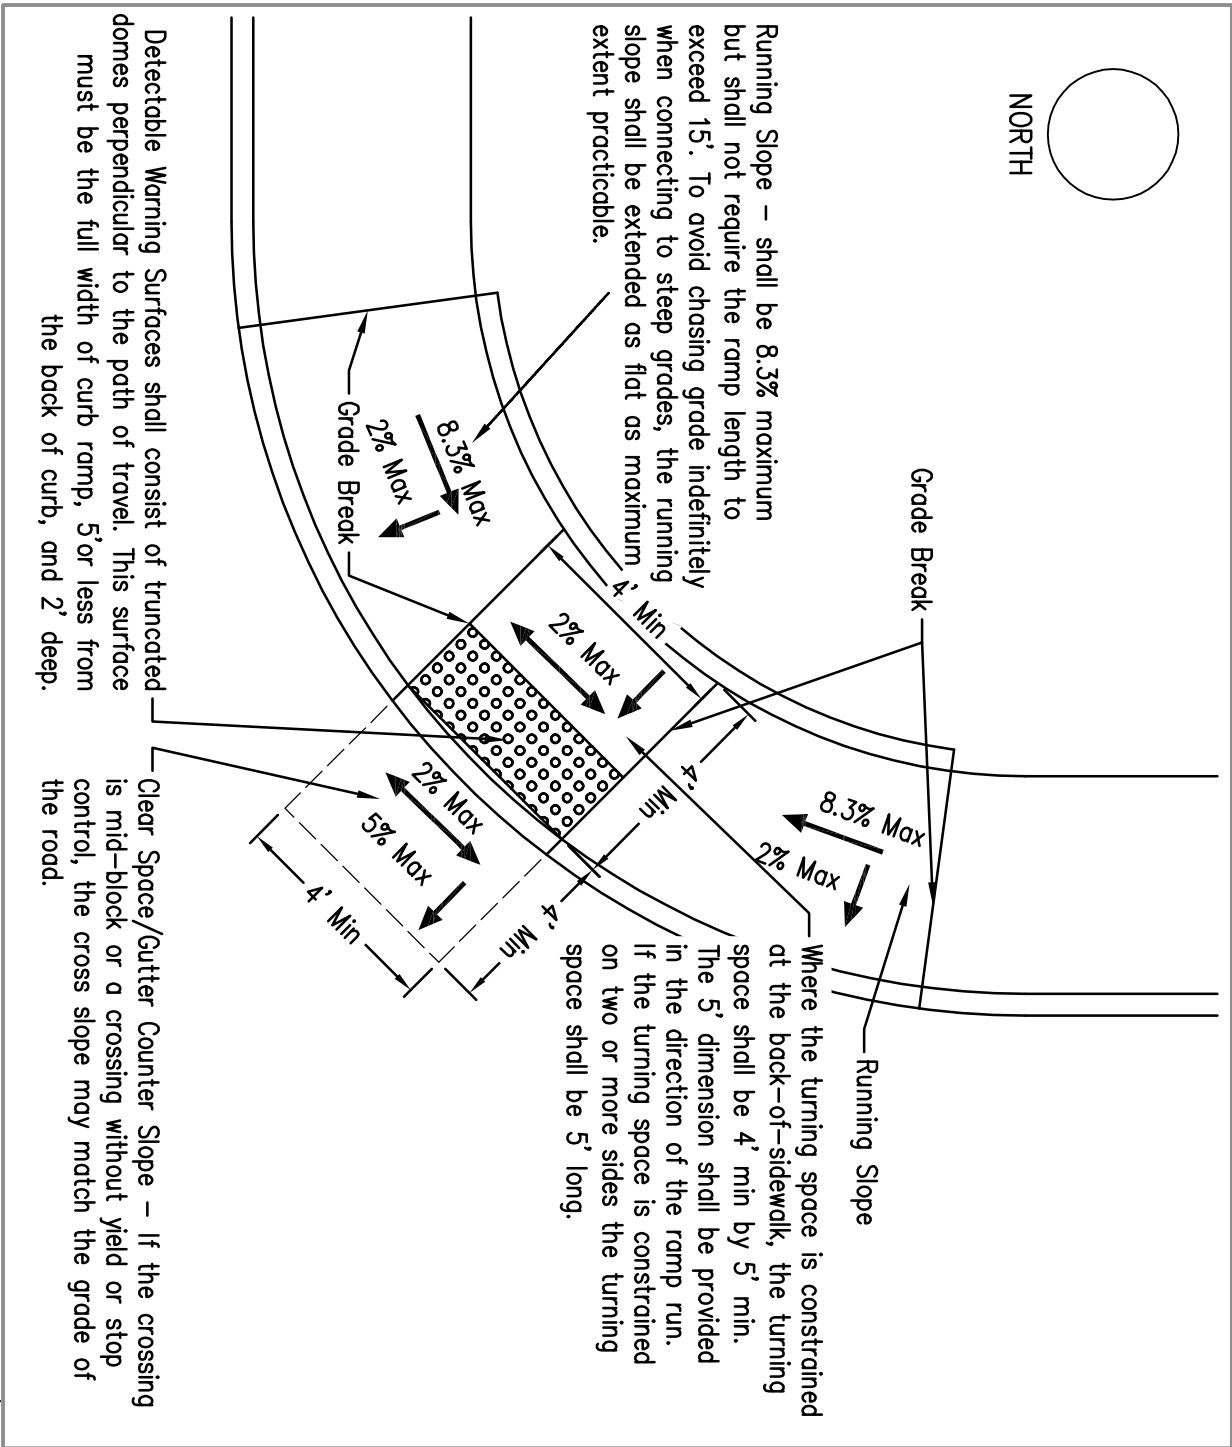 NORTH
Running Slope – shall be 8.3% maximum
but shall not require the ramp length to
exceed 15'. To avoid chasing grade indefinitely
when connecting to steep grades, the running
slope shall be extended as flat as maximum
extent practicable.
Grade Break
Running Slope
8.3% Max
2% Max
4' Min
2% Max
4' Min
4' Min
8.3% Max
2% Max
Grade Break
2% Max
5% Max
4' Min
Where the turning space is constrained
at the back-of-sidewalk, the turning
space shall be 4' min by 5' min.
The 5' dimension shall be provided
in the direction of the ramp run.
If the turning space is constrained
on two or more sides the turning
space shall be 5' long.
Detectable Warning Surfaces shall consist of truncated
domes perpendicular to the path of travel. This surface
must be the full width of curb ramp, 5'or less from
the back of curb, and 2' deep.
Clear Space/Gutter Counter Slope – If the crossing
is mid-block or a crossing without yield or stop
control, the cross slope may match the grade of
the road.